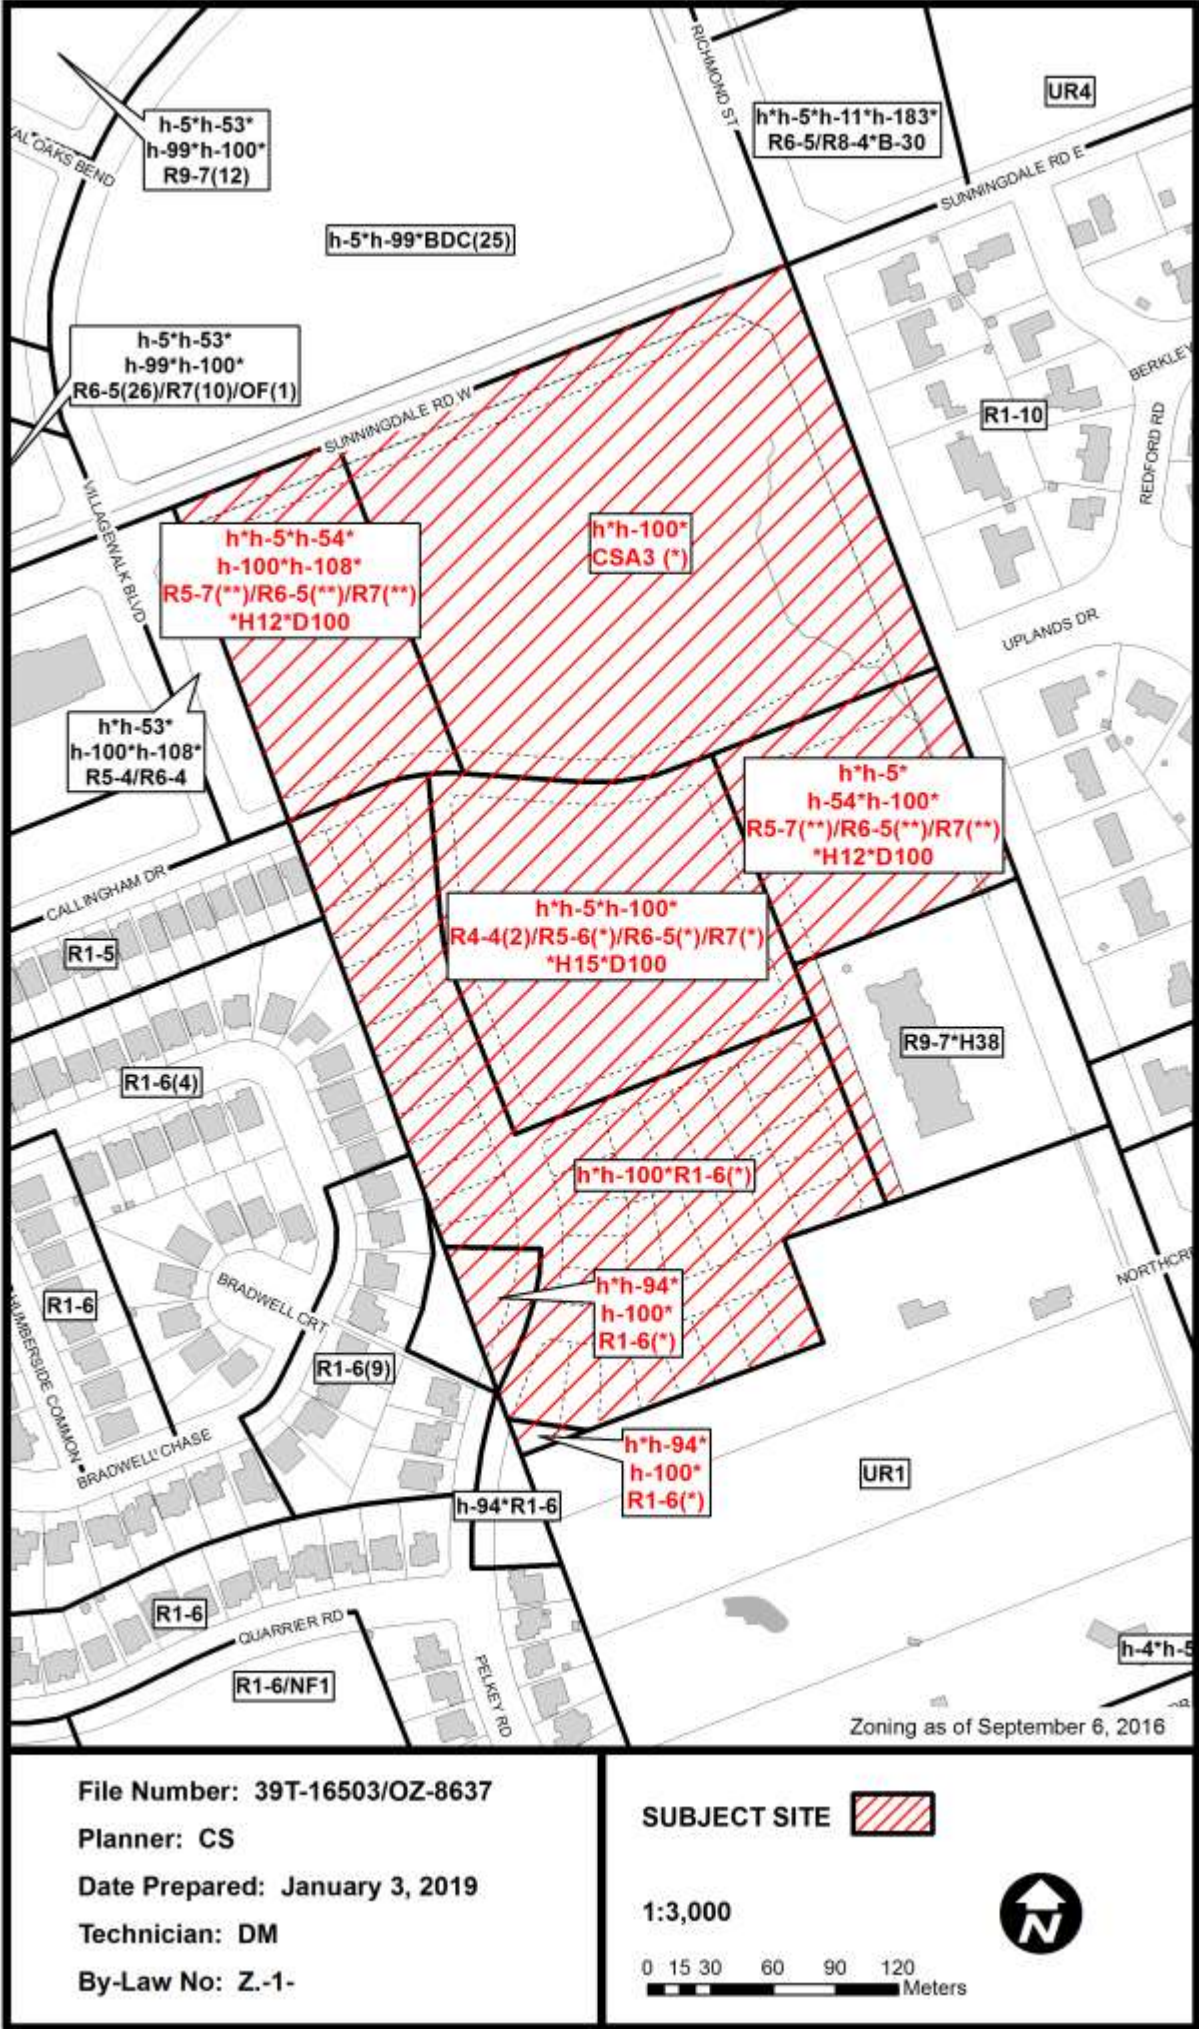 RICHMOND ST
UR4
h*h-5*h-11*h-183*
R6-5/R8-4*B-30
h-5*h-53*
h-99*h-100*
R9-7(12)
OAKS BEND
SUNNINGDALE RD E
h-5*h-99*BDC(25)
h-5*h-53*
h-99*h-100*
R6-5(26)/R7(10)/OF(1)
BERKLEY
SUNNINGDALE RD W
R1-10
REDFORD RD
VILLAGEWALK BLVD
h*h-100*
CSA3 (*)
h*h-5*h-54*
h-100*h-108*
R5-7(**)/R6-5(**)/R7(**)
*H12*D100
UPLANDS DR
h*h-53*
h-100*h-108*
R5-4/R6-4
h*h-5*
h-54*h-100*
R5-7(**)/R6-5(**)/R7(**)
*H12*D100
CALLINGHAM DR
h*h-5*h-100*
R4-4(2)/R5-6(*)/R6-5(*)/R7(*)
*H15*D100
R1-5
R9-7*H38
R1-6(4)
h*h-100*R1-6(*)
NORTHCR
BRADWELL CRT
R1-6
h*h-94*
h-100*
R1-6(*)
HUMBERSIDE COMMON
R1-6(9)
BRADWELL CHASE
h*h-94*
h-100*
R1-6(*)
UR1
h-94*R1-6
R1-6
QUARRIER RD
h-4*h-5
R1-6/NF1
PELKEY RD
Zoning as of September 6, 2016
File Number: 39T-16503/OZ-8637
Planner: CS
Date Prepared: January 3, 2019
Technician: DM
By-Law No: Z.-1-
SUBJECT SITE
1:3,000
N
0 15 30 60 90 120
Meters